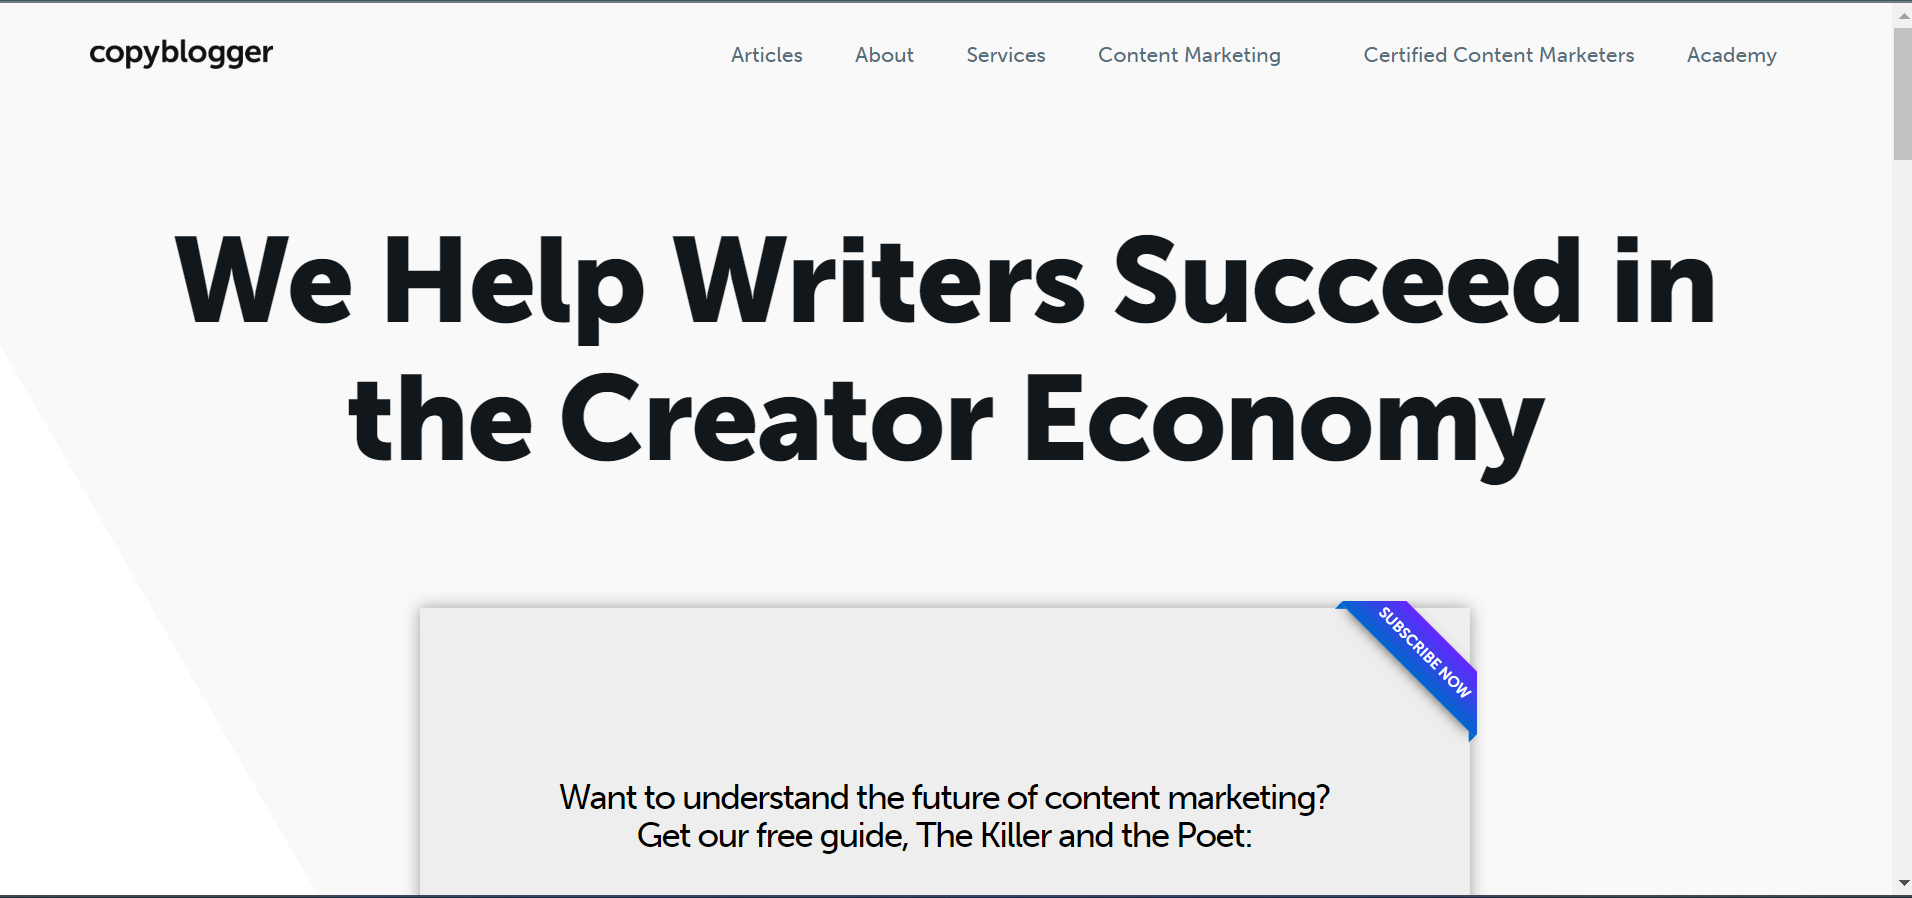 copyblogger
Articles About Services Content Marketing Certified Content Marketers Academy
We Help Writers Succeed in
the Creator Economy
SUBSCRIBE NOW
Want to understand the future of content marketing?
Get our free guide, The Killer and the Poet: